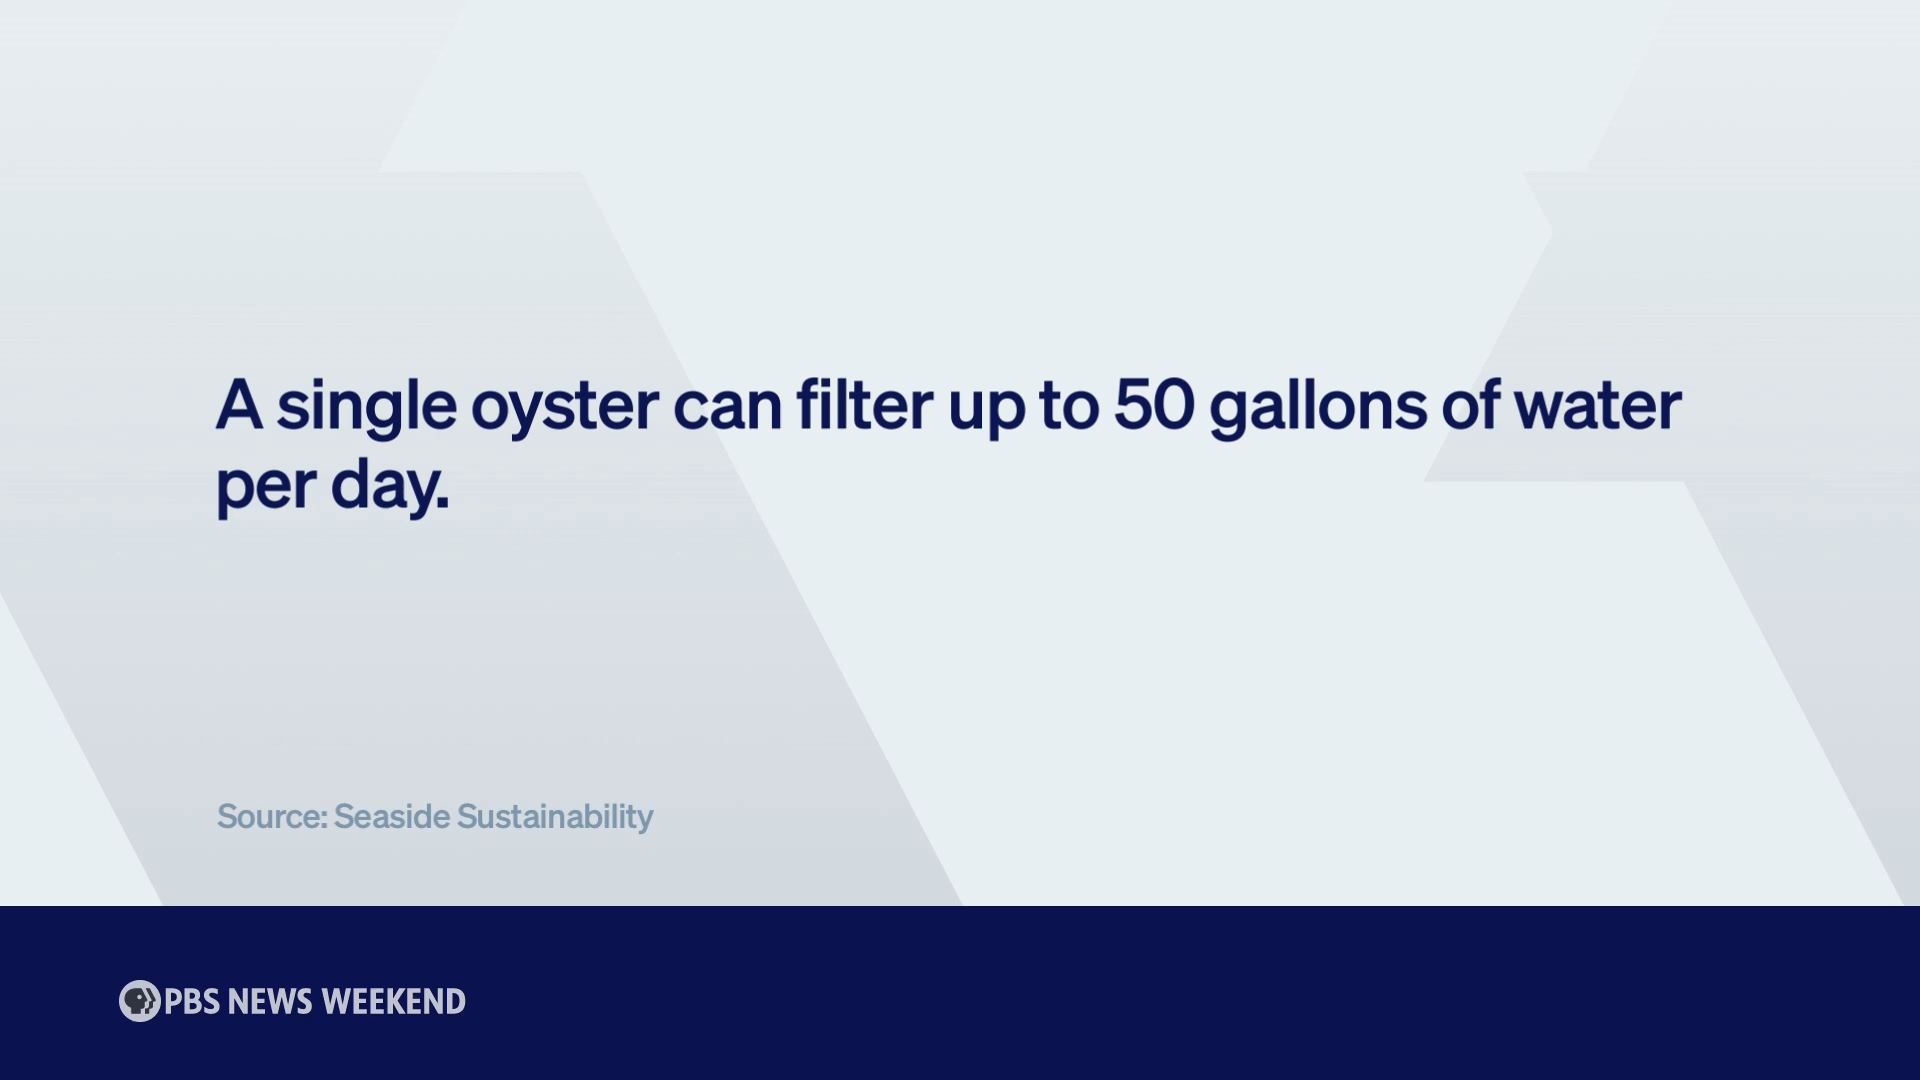 A single oyster can filter up to 50 gallons of water
per day.
Source: Seaside Sustainability
PBS NEWS WEEKEND